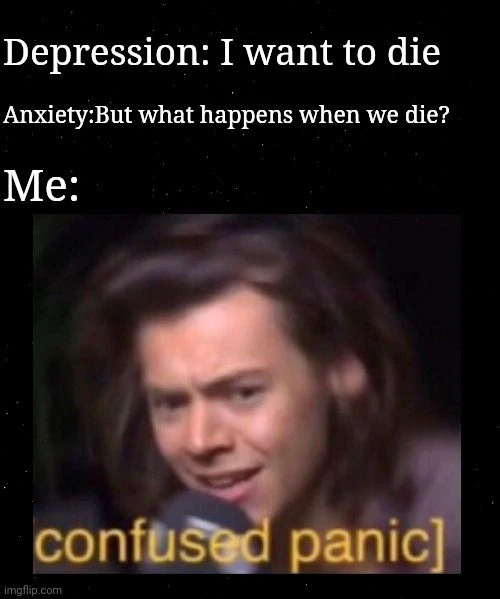 Depression: I want to die
Anxiety:But what happens when we die?
Me:
[confused panic]
imgflip.com